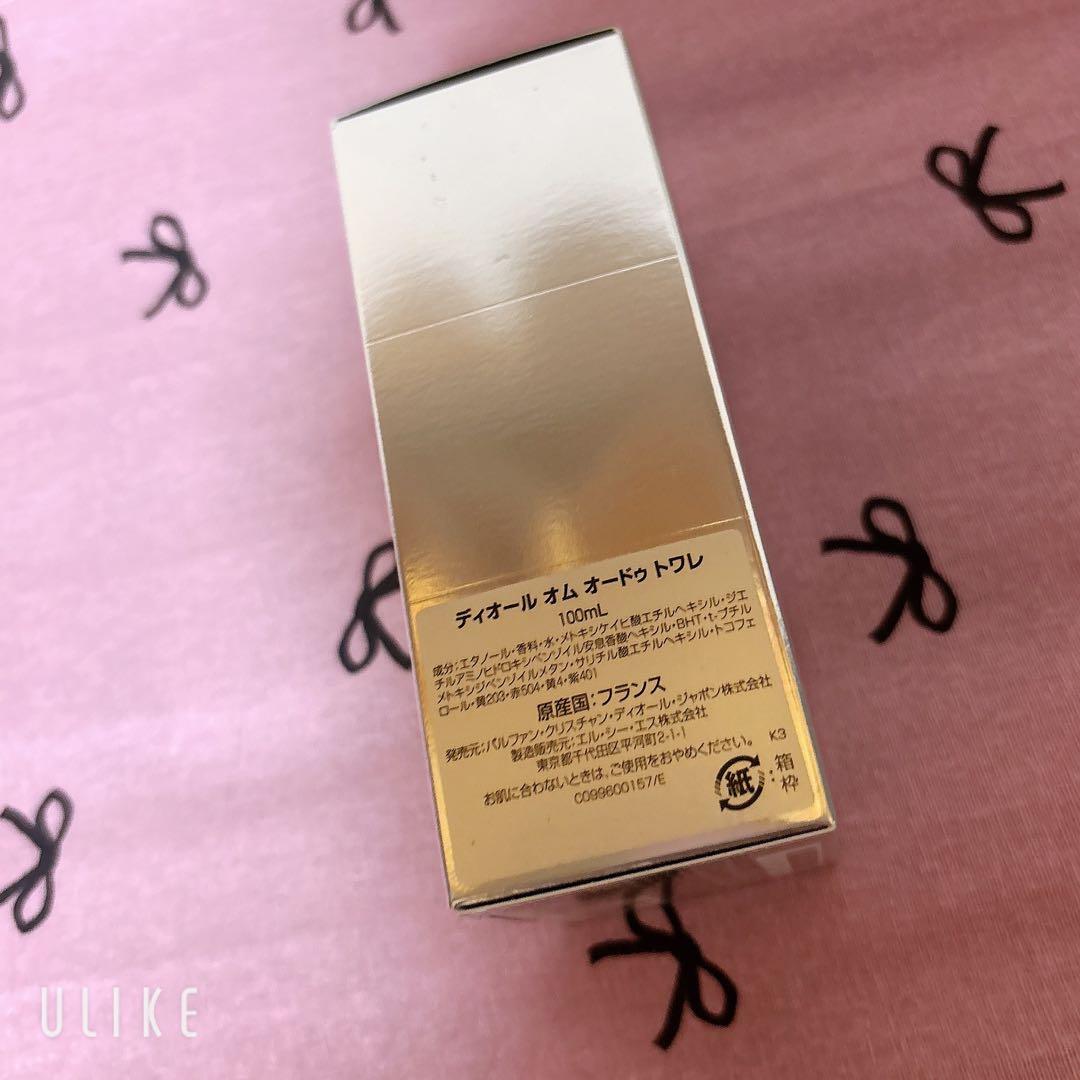 ディオール オム オードゥ トワレ
100mL
成分:エタノール・香料・水・メトキシケイヒ酸エチルヘキシル・ジエ
チルアミノヒドロキシベンゾイル安息香酸ヘキシル・BHT・t-ブチル
メトキシジベンゾイルメタン・サリチル酸エチルヘキシル・トコフェ
ロール・黄203・赤504・黄4・紫401
原産国:フランス
発売元:パルファン・クリスチャン・ディオール・ジャポン株式会社
製造販売元:エル・シー・エス株式会社
東京都千代田区平河町2-1-1
お肌に合わないときは、ご使用をおやめください。 K3
C099600157/E
紙:箱
枠
ULIKE